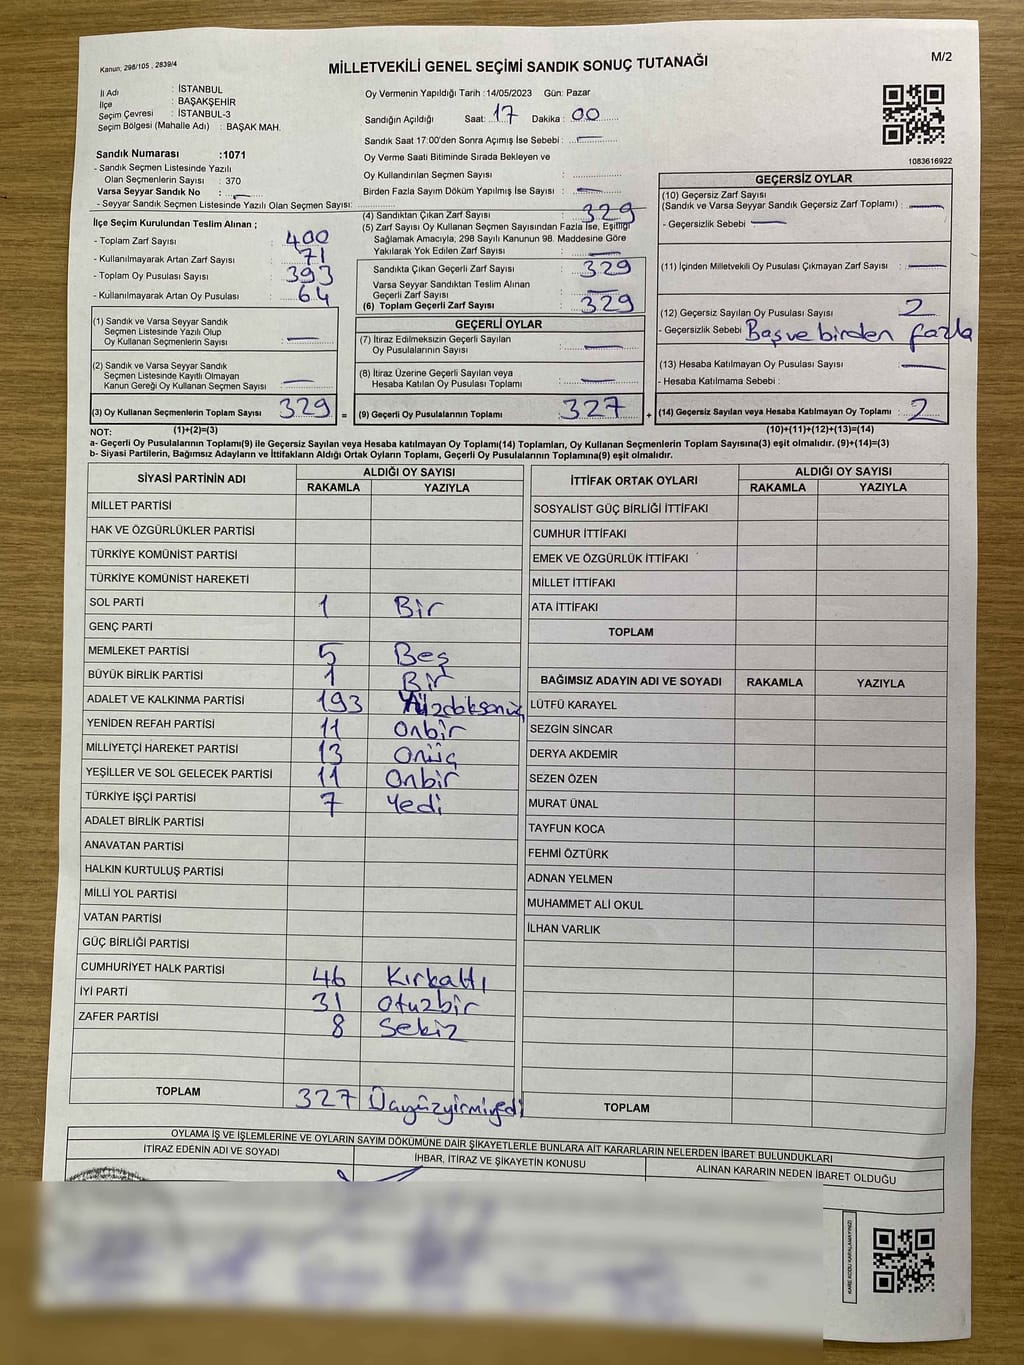 Kanun, 298/105 , 2839/4
M/2
MİLLETVEKİLİ GENEL SEÇİMİ SANDIK SONUÇ TUTANAĞI
İl Adı : İSTANBUL
İlçe : BAŞAKŞEHİR
Seçim Çevresi : İSTANBUL-3
Seçim Bölgesi (Mahalle Adı) : BAŞAK MAH.
Sandık Numarası :1071
- Sandık Seçmen Listesinde Yazılı
Olan Seçmenlerin Sayısı : 370
Varsa Seyyar Sandık No :
- Seyyar Sandık Seçmen Listesinde Yazılı Olan Seçmen Sayısı:
Oy Vermenin Yapıldığı Tarih :14/05/2023 Gün: Pazar
Sandığın Açıldığı Saat: 17 Dakika : 00
Sandık Saat 17:00'den Sonra Açımış İse Sebebi : —
Oy Verme Saati Bitiminde Sırada Bekleyen ve
Oy Kullandırılan Seçmen Sayısı :
Birden Fazla Sayım Döküm Yapılmış İse Sayısı : —
1083616922
İlçe Seçim Kurulundan Teslim Alınan ;
- Toplam Zarf Sayısı : 400
- Kullanılmayarak Artan Zarf Sayısı : 71
- Toplam Oy Pusulası Sayısı : 393
- Kullanılmayarak Artan Oy Pusulası : 64
(4) Sandıktan Çıkan Zarf Sayısı : 329
(5) Zarf Sayısı Oy Kullanan Seçmen Sayısından Fazla İse, Eşitliği
Sağlamak Amacıyla, 298 Sayılı Kanunun 98. Maddesine Göre
Yakılarak Yok Edilen Zarf Sayısı : —
Sandıkta Çıkan Geçerli Zarf Sayısı : 329
Varsa Seyyar Sandıktan Teslim Alınan
Geçerli Zarf Sayısı : —
(6) Toplam Geçerli Zarf Sayısı : 329
GEÇERSİZ OYLAR
(10) Geçersiz Zarf Sayısı
(Sandık ve Varsa Seyyar Sandık Geçersiz Zarf Toplamı) : —
- Geçersizlik Sebebi —
(11) İçinden Milletvekili Oy Pusulası Çıkmayan Zarf Sayısı : —
(12) Geçersiz Sayılan Oy Pusulası Sayısı : 2
- Geçersizlik Sebebi Baş ve birden fazla
(13) Hesaba Katılmayan Oy Pusulası Sayısı : —
- Hesaba Katılmama Sebebi :
(1) Sandık ve Varsa Seyyar Sandık
Seçmen Listesinde Yazılı Olup
Oy Kullanan Seçmenlerin Sayısı : —
(2) Sandık ve Varsa Seyyar Sandık
Seçmen Listesinde Kayıtlı Olmayan
Kanun Gereği Oy Kullanan Seçmen Sayısı : —
GEÇERLİ OYLAR
(7) İtiraz Edilmeksizin Geçerli Sayılan
Oy Pusulalarının Sayısı : —
(8) İtiraz Üzerine Geçerli Sayılan veya
Hesaba Katılan Oy Pusulası Toplamı : —
(3) Oy Kullanan Seçmenlerin Toplam Sayısı 329 = (9) Geçerli Oy Pusulalarının Toplamı 327 + (14) Geçersiz Sayılan veya Hesaba Katılmayan Oy Toplamı : 2
NOT: (1)+(2)=(3) (10)+(11)+(12)+(13)=(14)
a- Geçerli Oy Pusulalarının Toplamı(9) ile Geçersiz Sayılan veya Hesaba katılmayan Oy Toplamı(14) Toplamları, Oy Kullanan Seçmenlerin Toplam Sayısına(3) eşit olmalıdır. (9)+(14)=(3)
b- Siyasi Partilerin, Bağımsız Adayların ve İttifakların Aldığı Ortak Oyların Toplamı, Geçerli Oy Pusulalarının Toplamına(9) eşit olmalıdır.
SİYASİ PARTİNİN ADI ALDIĞI OY SAYISI
RAKAMLA YAZIYLA
MİLLET PARTİSİ
HAK VE ÖZGÜRLÜKLER PARTİSİ
TÜRKİYE KOMÜNİST PARTİSİ
TÜRKİYE KOMÜNİST HAREKETİ
SOL PARTİ 1 Bir
GENÇ PARTİ
MEMLEKET PARTİSİ 5 Beş
BÜYÜK BİRLİK PARTİSİ 1 Bir
ADALET VE KALKINMA PARTİSİ 193 Yüzdoksanüç
YENİDEN REFAH PARTİSİ 11 Onbir
MİLLİYETÇİ HAREKET PARTİSİ 13 Onüç
YEŞİLLER VE SOL GELECEK PARTİSİ 11 Onbir
TÜRKİYE İŞÇİ PARTİSİ 7 Yedi
ADALET BİRLİK PARTİSİ
ANAVATAN PARTİSİ
HALKIN KURTULUŞ PARTİSİ
MİLLİ YOL PARTİSİ
VATAN PARTİSİ
GÜÇ BİRLİĞİ PARTİSİ
CUMHURİYET HALK PARTİSİ 46 Kırkaltı
İYİ PARTİ 31 Otuzbir
ZAFER PARTİSİ 8 Sekiz
TOPLAM 327 Üçyüzyirmiyedi
İTTİFAK ORTAK OYLARI ALDIĞI OY SAYISI
RAKAMLA YAZIYLA
SOSYALİST GÜÇ BİRLİĞİ İTTİFAKI
CUMHUR İTTİFAKI
EMEK VE ÖZGÜRLÜK İTTİFAKI
MİLLET İTTİFAKI
ATA İTTİFAKI
TOPLAM
BAĞIMSIZ ADAYIN ADI VE SOYADI RAKAMLA YAZIYLA
LÜTFÜ KARAYEL
SEZGİN SİNCAR
DERYA AKDEMİR
SEZEN ÖZEN
MURAT ÜNAL
TAYFUN KOCA
FEHMİ ÖZTÜRK
ADNAN YELMEN
MUHAMMET ALİ OKUL
İLHAN VARLIK
TOPLAM
OYLAMA İŞ VE İŞLEMLERİNE VE OYLARIN SAYIM DÖKÜMÜNE DAİR ŞİKAYETLERLE BUNLARA AİT KARARLARIN NELERDEN İBARET BULUNDUKLARI
İTİRAZ EDENİN ADI VE SOYADI İHBAR, İTİRAZ VE ŞİKAYETİN KONUSU ALINAN KARARIN NEDEN İBARET OLDUĞU
KARE KODU KARALAMAYINIZ!